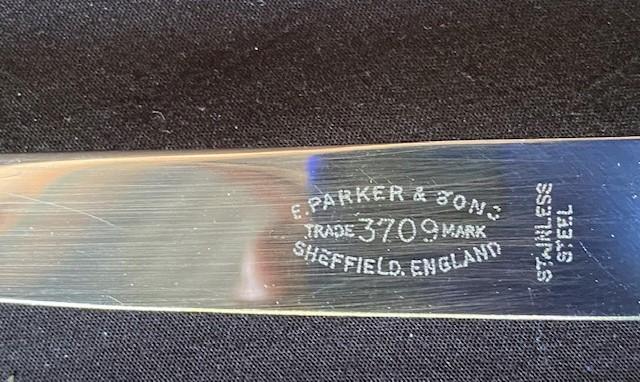 E. PARKER & SONS
TRADE 3709 MARK
SHEFFIELD. ENGLAND
STAINLESS
STEEL